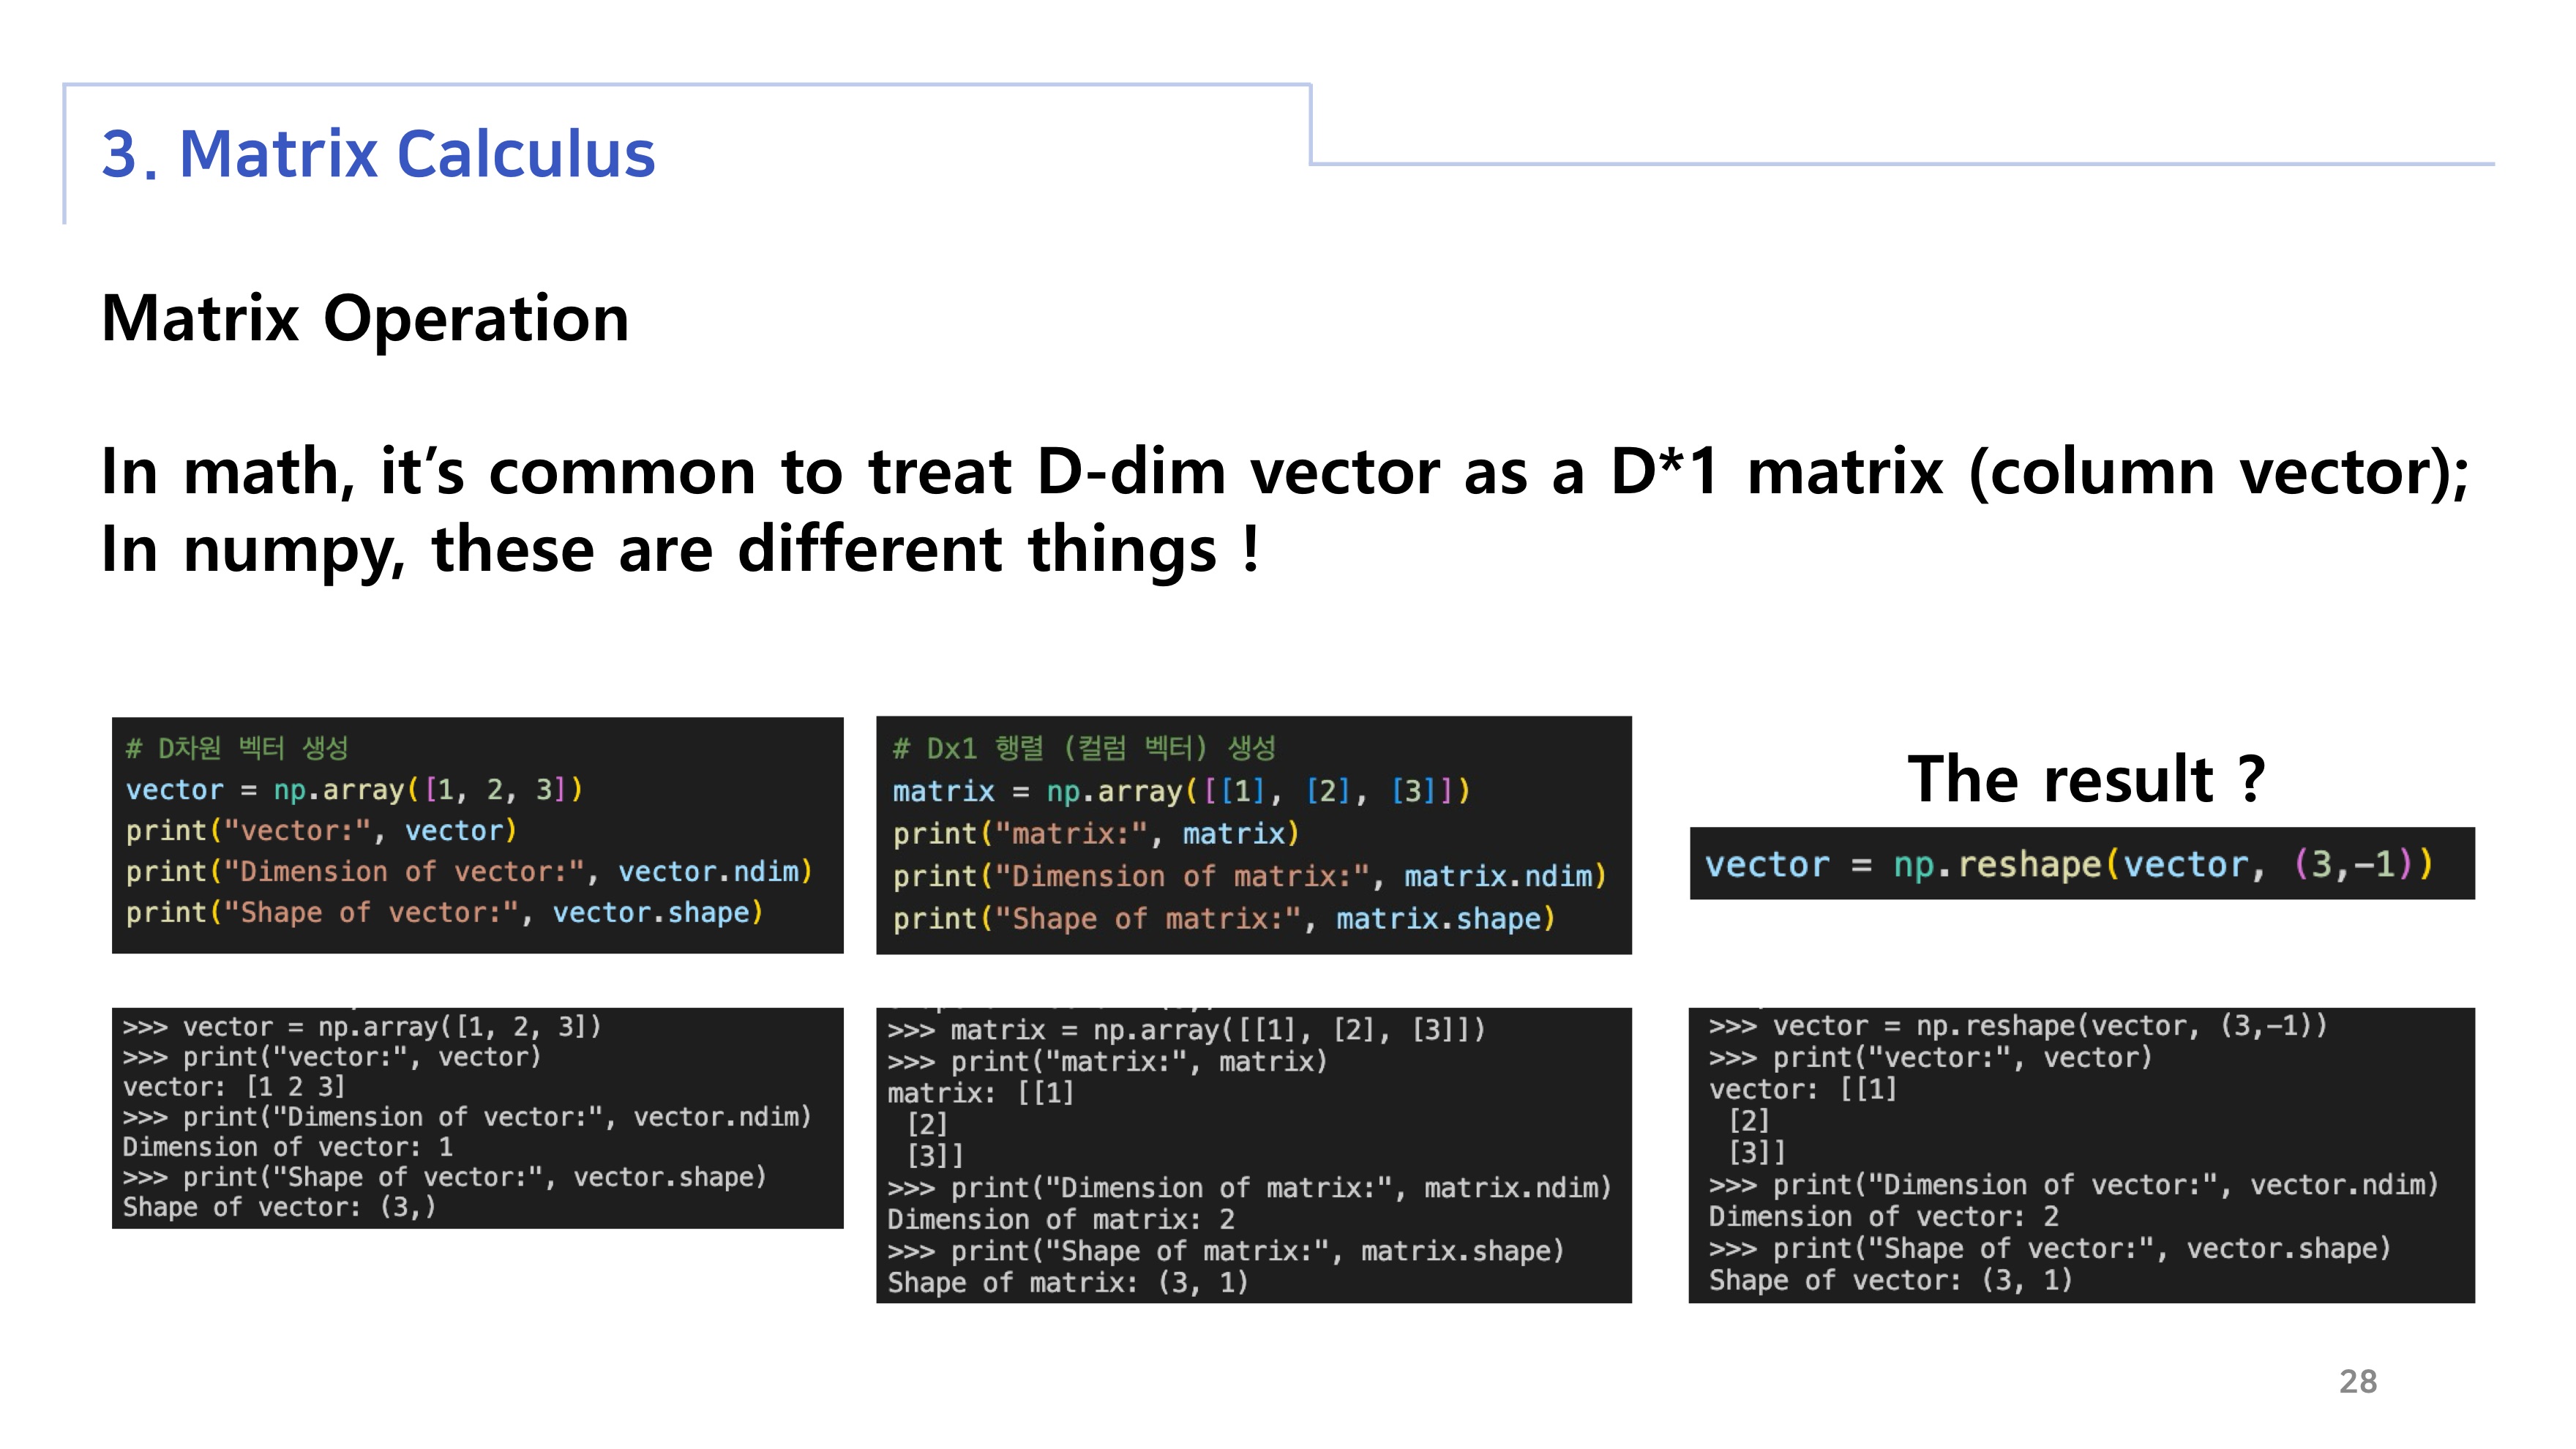 3. Matrix Calculus
Matrix Operation
In math, it's common to treat D-dim vector as a D*1 matrix (column vector);
In numpy, these are different things !
# D차원 벡터 생성
vector = np.array([1, 2, 3])
print("vector:", vector)
print("Dimension of vector:", vector.ndim)
print("Shape of vector:", vector.shape)
# Dx1 행렬 (컬럼 벡터) 생성
matrix = np.array([[1], [2], [3]])
print("matrix:", matrix)
print("Dimension of matrix:", matrix.ndim)
print("Shape of matrix:", matrix.shape)
The result ?
vector = np.reshape(vector, (3,-1))
>>> vector = np.array([1, 2, 3])
>>> print("vector:", vector)
vector: [1 2 3]
>>> print("Dimension of vector:", vector.ndim)
Dimension of vector: 1
>>> print("Shape of vector:", vector.shape)
Shape of vector: (3,)
>>> matrix = np.array([[1], [2], [3]])
>>> print("matrix:", matrix)
matrix: [[1]
 [2]
 [3]]
>>> print("Dimension of matrix:", matrix.ndim)
Dimension of matrix: 2
>>> print("Shape of matrix:", matrix.shape)
Shape of matrix: (3, 1)
>>> vector = np.reshape(vector, (3,-1))
>>> print("vector:", vector)
vector: [[1]
 [2]
 [3]]
>>> print("Dimension of vector:", vector.ndim)
Dimension of vector: 2
>>> print("Shape of vector:", vector.shape)
Shape of vector: (3, 1)
28